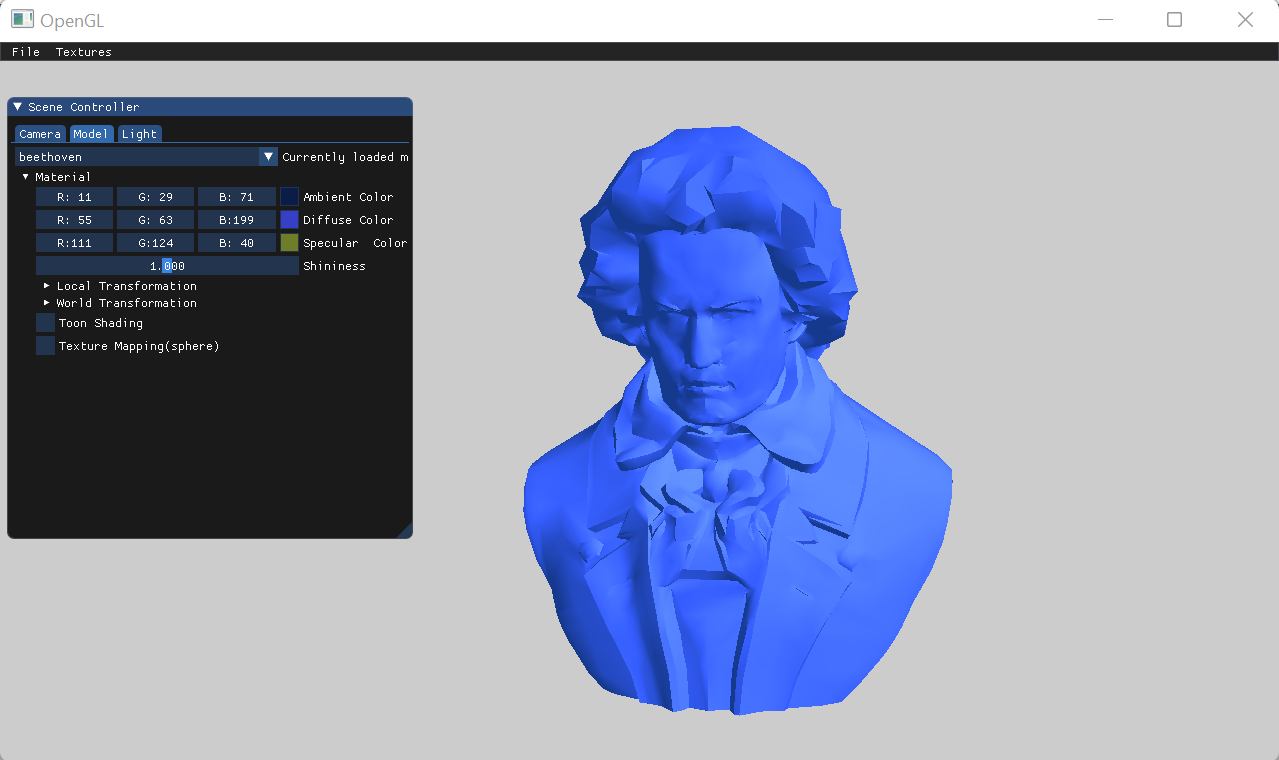 OpenGL
File Textures
Scene Controller
Camera Model Light
beethoven Currently loaded m
Material
R: 11 G: 29 B: 71 Ambient Color
R: 55 G: 63 B:199 Diffuse Color
R:111 G:124 B: 40 Specular Color
1.000 Shininess
Local Transformation
World Transformation
Toon Shading
Texture Mapping(sphere)